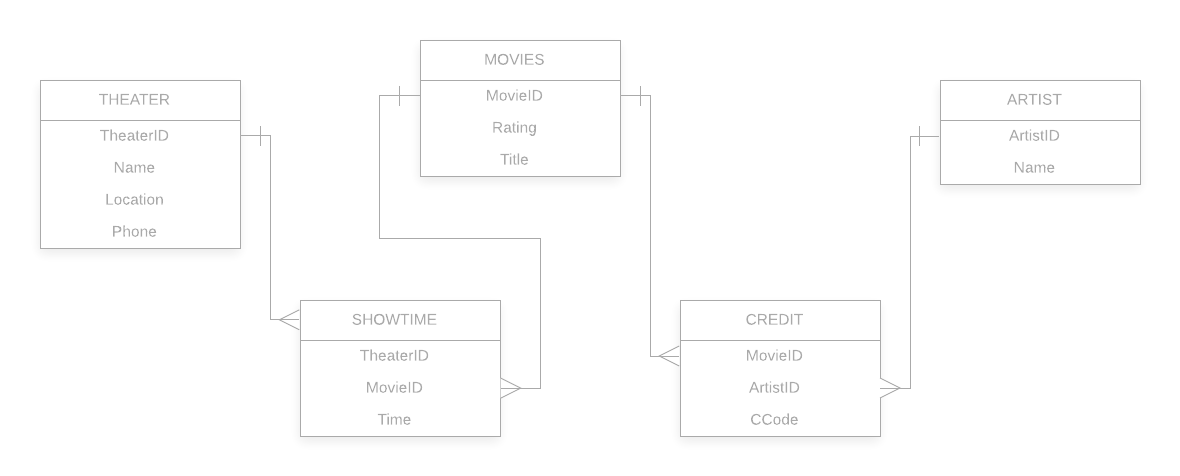 THEATER
TheaterID
Name
Location
Phone
MOVIES
MovieID
Rating
Title
ARTIST
ArtistID
Name
SHOWTIME
TheaterID
MovieID
Time
CREDIT
MovieID
ArtistID
CCode